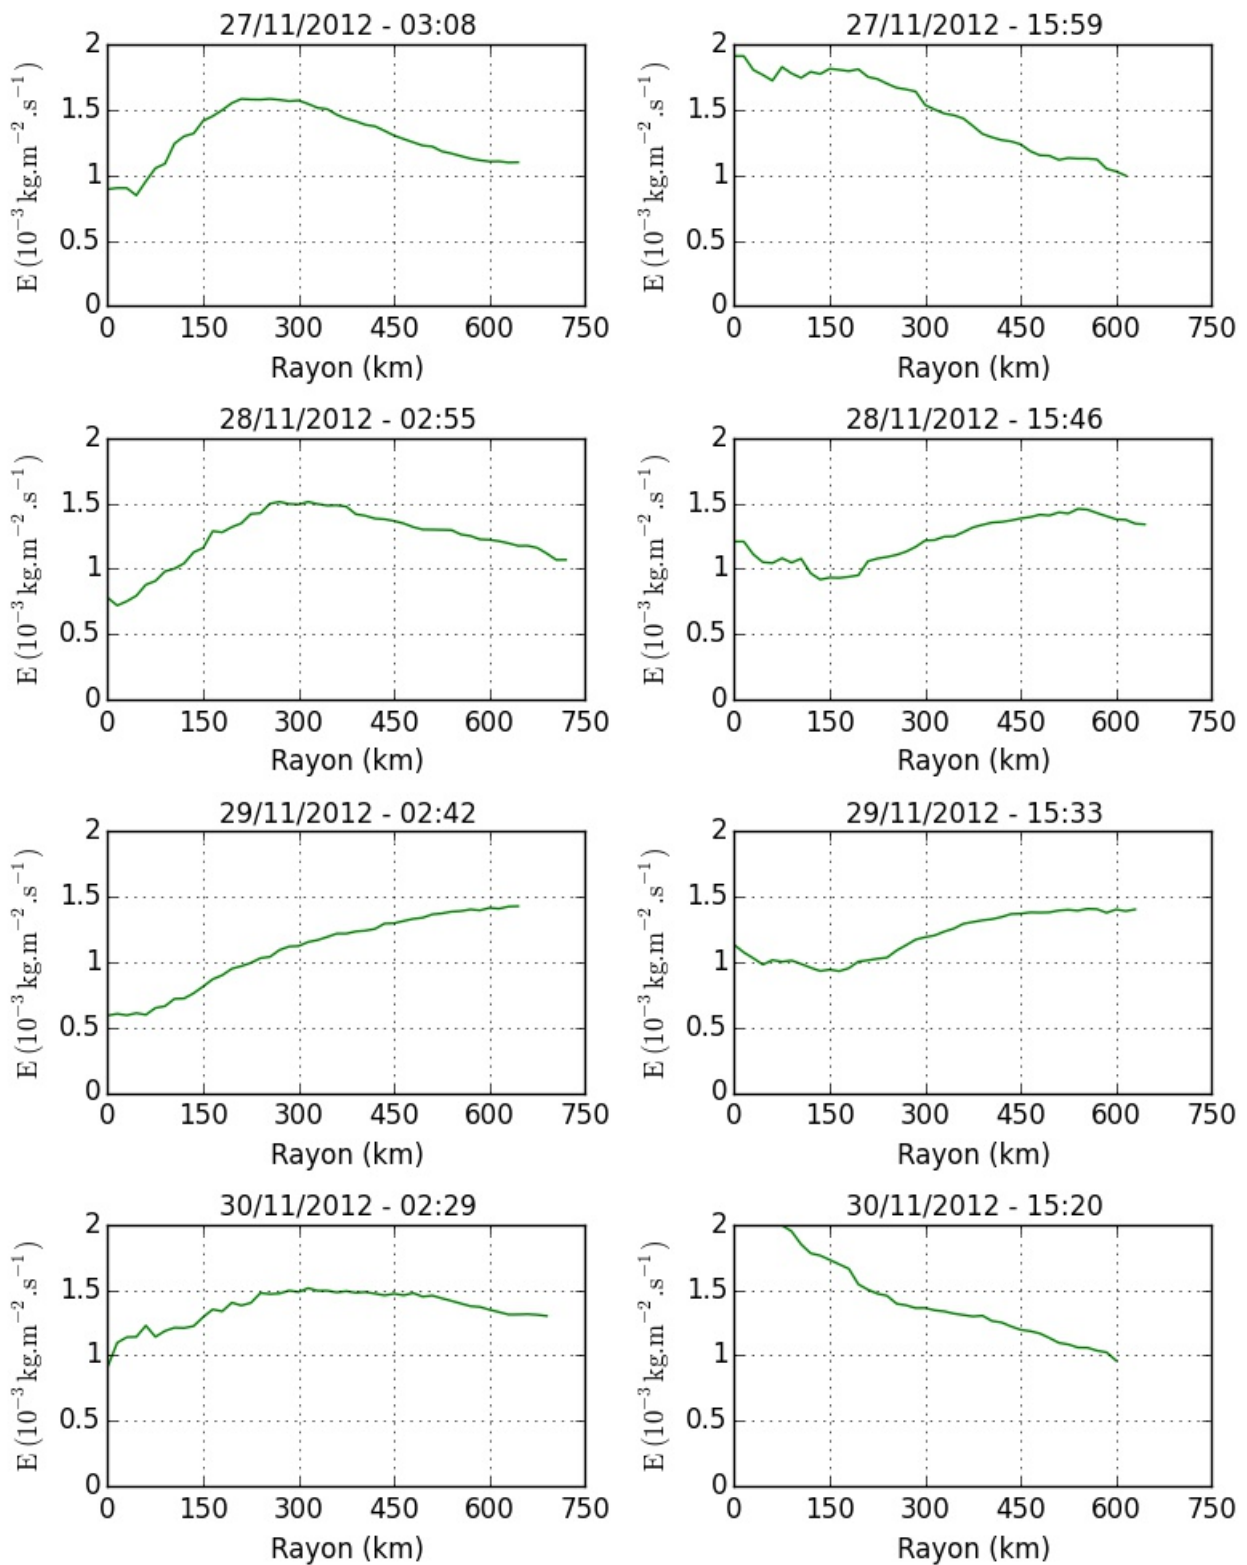 27/11/2012 - 03:08
E (10⁻³ kg.m⁻².s⁻¹)
2
1.5
1
0.5
0
0 150 300 450 600 750
Rayon (km)
27/11/2012 - 15:59
E (10⁻³ kg.m⁻².s⁻¹)
2
1.5
1
0.5
0
0 150 300 450 600 750
Rayon (km)
28/11/2012 - 02:55
E (10⁻³ kg.m⁻².s⁻¹)
2
1.5
1
0.5
0
0 150 300 450 600 750
Rayon (km)
28/11/2012 - 15:46
E (10⁻³ kg.m⁻².s⁻¹)
2
1.5
1
0.5
0
0 150 300 450 600 750
Rayon (km)
29/11/2012 - 02:42
E (10⁻³ kg.m⁻².s⁻¹)
2
1.5
1
0.5
0
0 150 300 450 600 750
Rayon (km)
29/11/2012 - 15:33
E (10⁻³ kg.m⁻².s⁻¹)
2
1.5
1
0.5
0
0 150 300 450 600 750
Rayon (km)
30/11/2012 - 02:29
E (10⁻³ kg.m⁻².s⁻¹)
2
1.5
1
0.5
0
0 150 300 450 600 750
Rayon (km)
30/11/2012 - 15:20
E (10⁻³ kg.m⁻².s⁻¹)
2
1.5
1
0.5
0
0 150 300 450 600 750
Rayon (km)